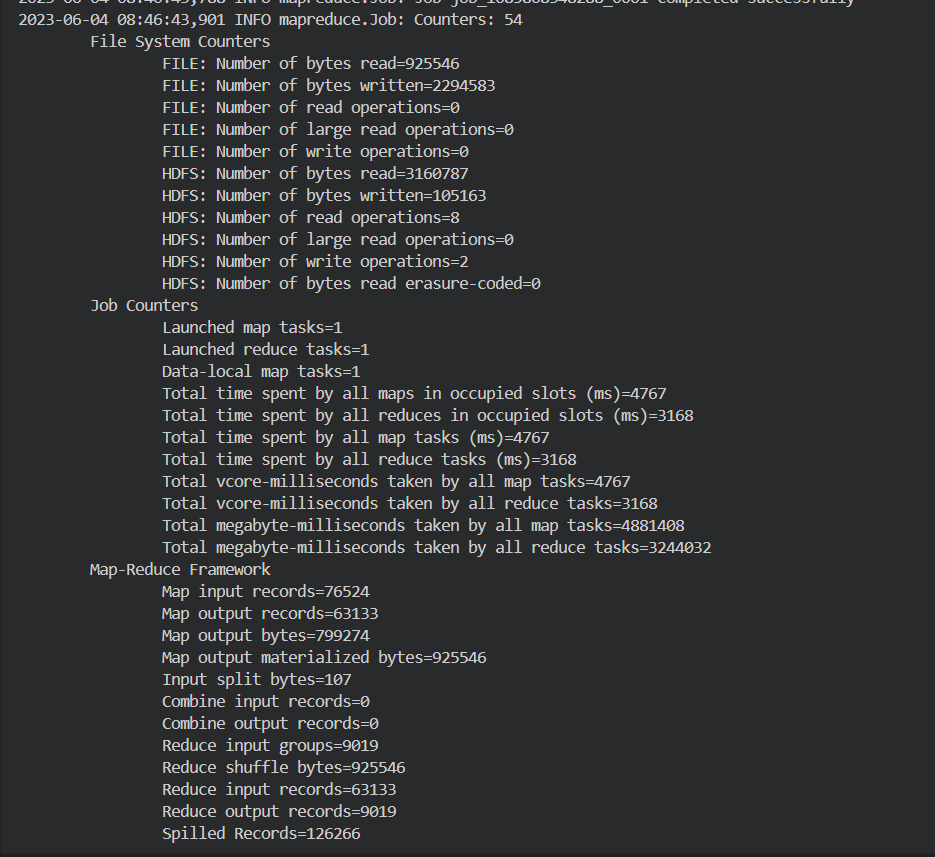 2023-06-04 08:46:43,901 INFO mapreduce.Job: Counters: 54
File System Counters
FILE: Number of bytes read=925546
FILE: Number of bytes written=2294583
FILE: Number of read operations=0
FILE: Number of large read operations=0
FILE: Number of write operations=0
HDFS: Number of bytes read=3160787
HDFS: Number of bytes written=105163
HDFS: Number of read operations=8
HDFS: Number of large read operations=0
HDFS: Number of write operations=2
HDFS: Number of bytes read erasure-coded=0
Job Counters
Launched map tasks=1
Launched reduce tasks=1
Data-local map tasks=1
Total time spent by all maps in occupied slots (ms)=4767
Total time spent by all reduces in occupied slots (ms)=3168
Total time spent by all map tasks (ms)=4767
Total time spent by all reduce tasks (ms)=3168
Total vcore-milliseconds taken by all map tasks=4767
Total vcore-milliseconds taken by all reduce tasks=3168
Total megabyte-milliseconds taken by all map tasks=4881408
Total megabyte-milliseconds taken by all reduce tasks=3244032
Map-Reduce Framework
Map input records=76524
Map output records=63133
Map output bytes=799274
Map output materialized bytes=925546
Input split bytes=107
Combine input records=0
Combine output records=0
Reduce input groups=9019
Reduce shuffle bytes=925546
Reduce input records=63133
Reduce output records=9019
Spilled Records=126266